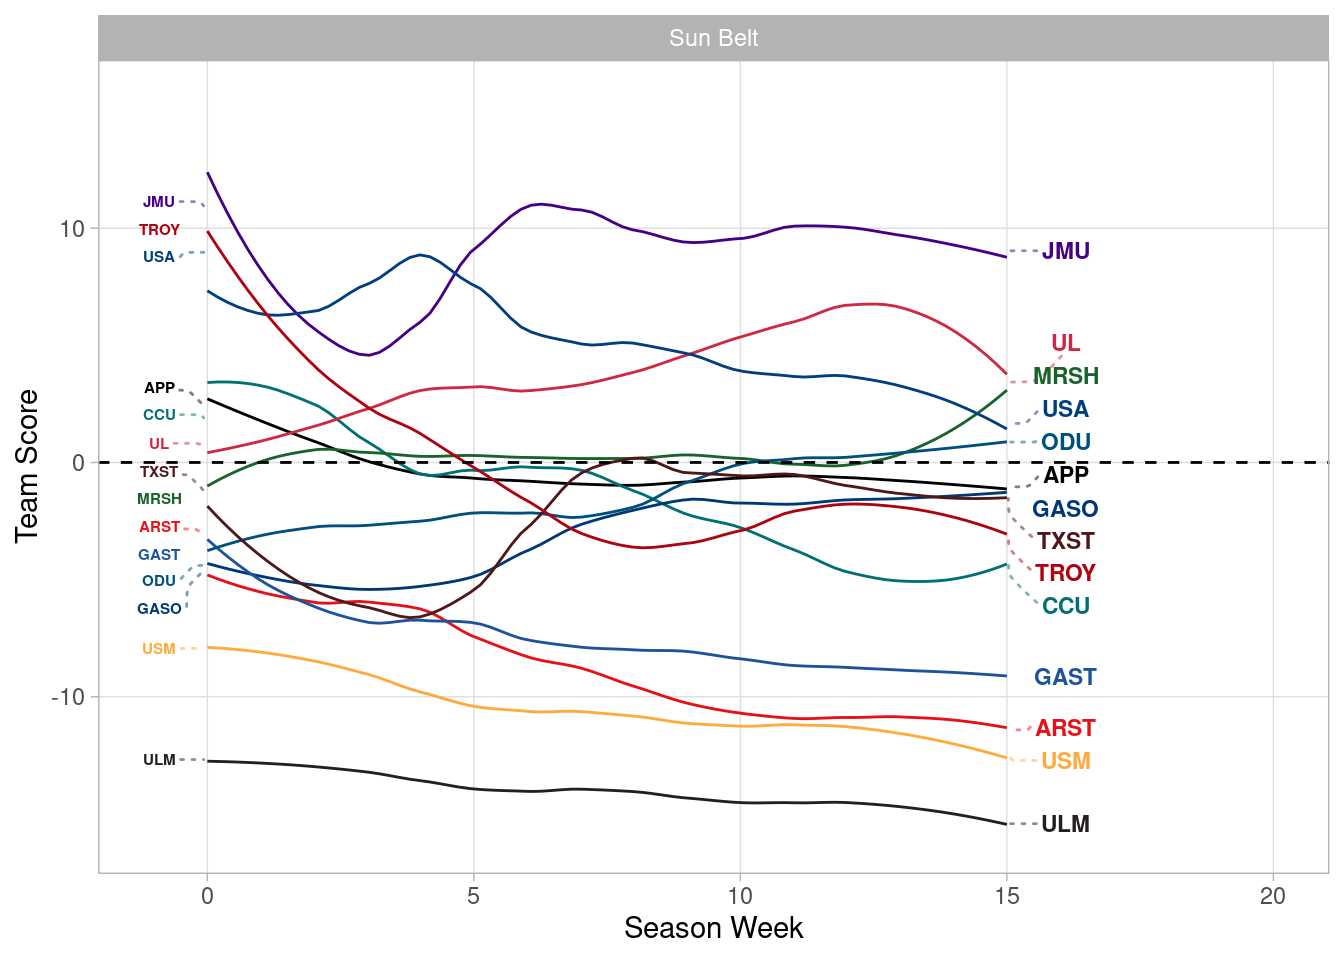 Sun Belt
Team Score
10
0
-10
JMU
TROY
USA
APP
CCU
UL
TXST
MRSH
ARST
GAST
ODU
GASO
USM
ULM
JMU
UL
MRSH
USA
ODU
APP
GASO
TXST
TROY
CCU
GAST
ARST
USM
ULM
0 5 10 15 20
Season Week